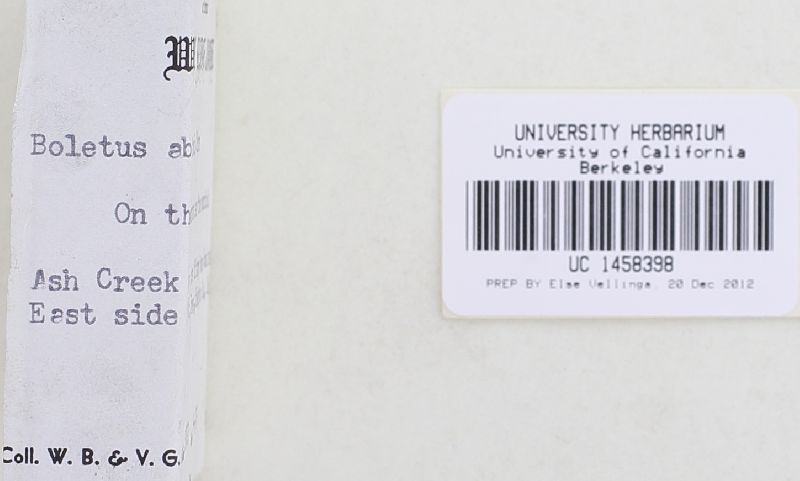 Boletus ab
On th
Ash Creek
East side
Coll. W. B. & V. G.
UNIVERSITY HERBARIUM
University of California
Berkeley
UC 1458398
PREP BY Else Vellinga, 20 Dec 2012